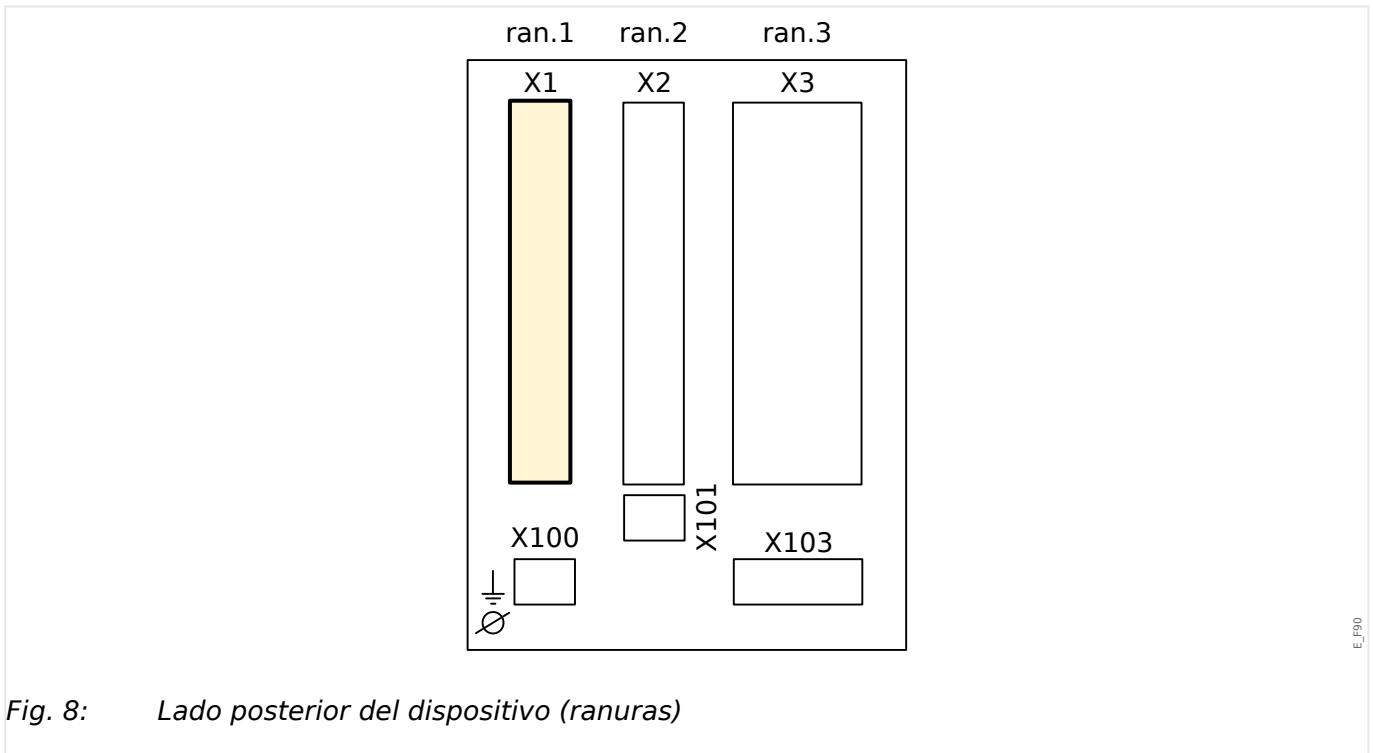 ran.1 ran.2 ran.3
X1 X2 X3
X101
X100 X103
E_F90
Fig. 8: Lado posterior del dispositivo (ranuras)